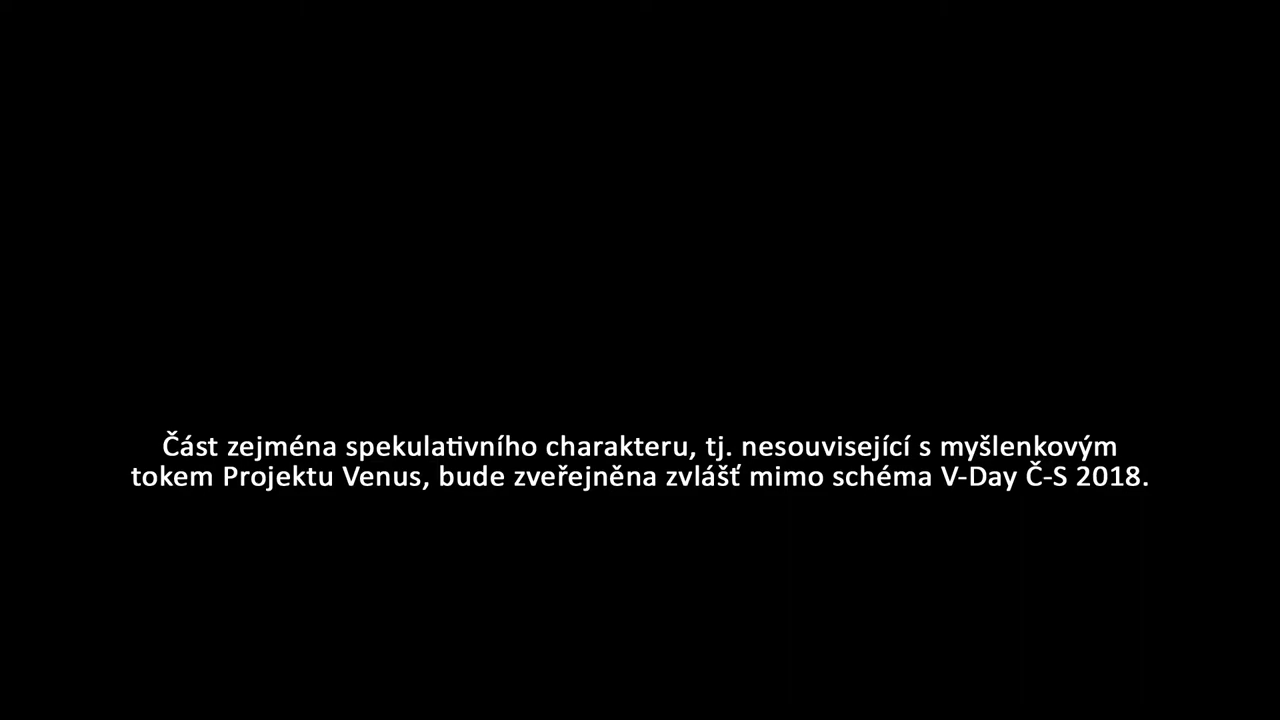 Část zejména spekulativního charakteru, tj. nesouvisející s myšlenkovým
tokem Projektu Venus, bude zveřejněna zvlášť mimo schéma V-Day Č-S 2018.